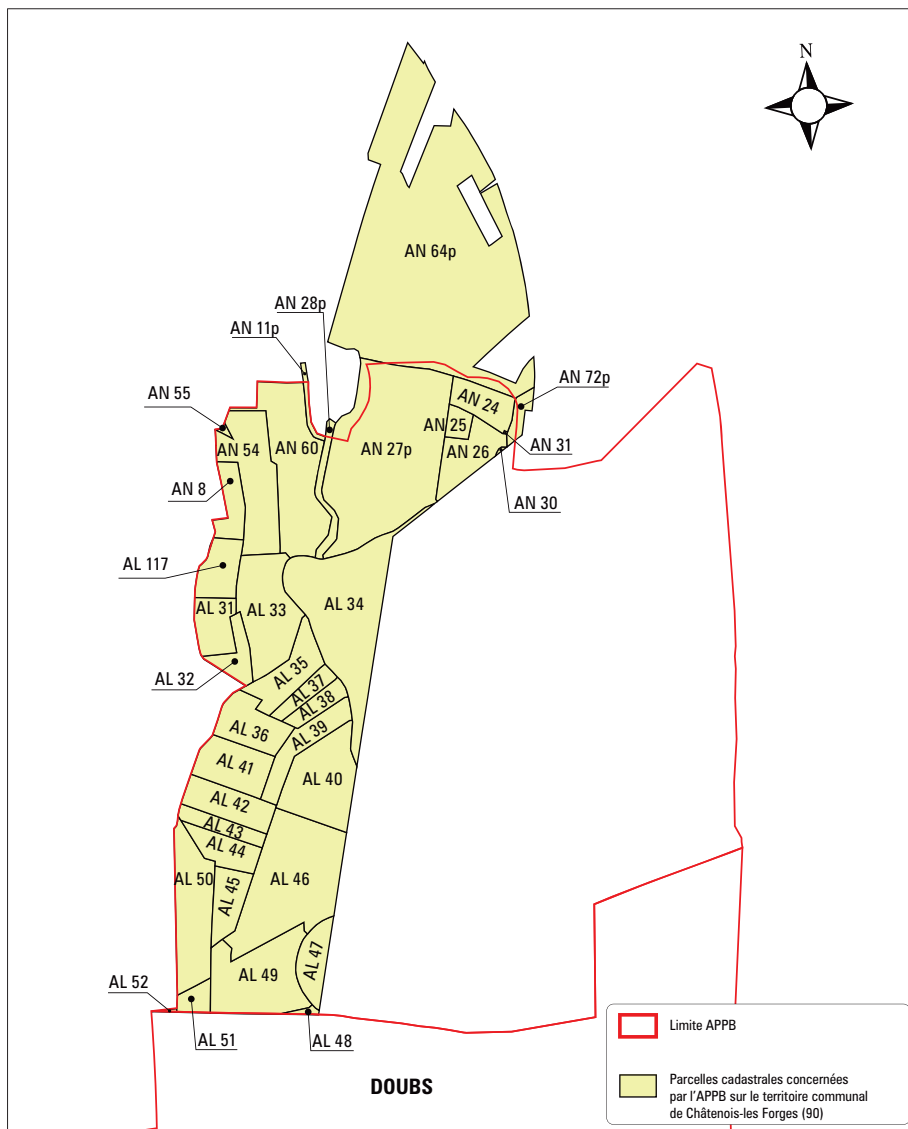 N
AN 64p
AN 28p
AN 11p
AN 72p
AN 55
AN 24
AN 25
AN 54
AN 60
AN 27p
AN 26
AN 31
AN 8
AN 30
AL 117
AL 31
AL 33
AL 34
AL 32
AL 35
AL 37
AL 38
AL 36
AL 39
AL 41
AL 40
AL 42
AL 43
AL 44
AL 50
AL 45
AL 46
AL 47
AL 49
AL 52
AL 51
AL 48
DOUBS
Limite APPB
Parcelles cadastrales concernées
par l'APPB sur le territoire communal
de Châtenois-les Forges (90)